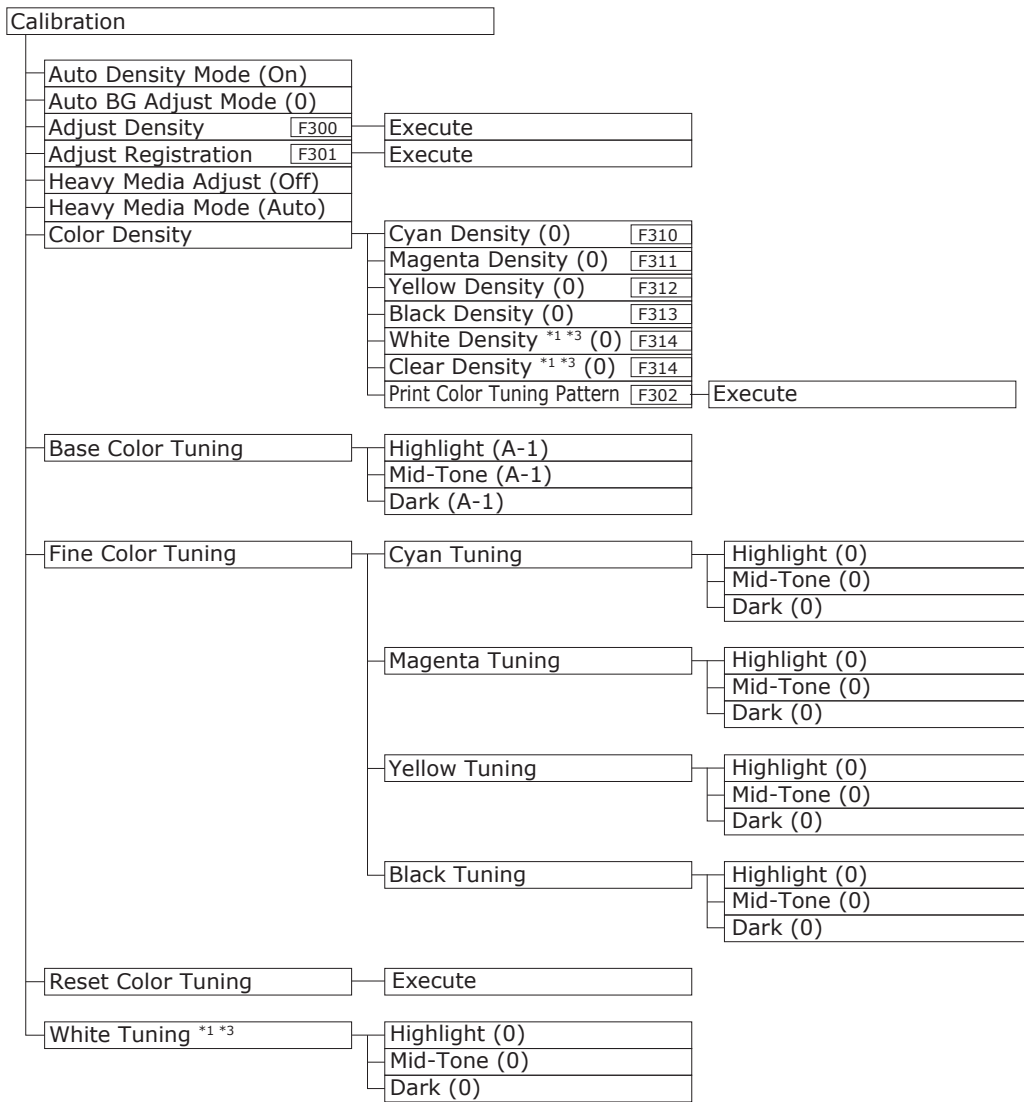 Calibration
Auto Density Mode (On)
Auto BG Adjust Mode (0)
Adjust Density F300 Execute
Adjust Registration F301 Execute
Heavy Media Adjust (Off)
Heavy Media Mode (Auto)
Color Density Cyan Density (0) F310
Magenta Density (0) F311
Yellow Density (0) F312
Black Density (0) F313
White Density *1 *3 (0) F314
Clear Density *1 *3 (0) F314
Print Color Tuning Pattern F302 Execute
Base Color Tuning Highlight (A-1)
Mid-Tone (A-1)
Dark (A-1)
Fine Color Tuning Cyan Tuning Highlight (0)
Mid-Tone (0)
Dark (0)
Magenta Tuning Highlight (0)
Mid-Tone (0)
Dark (0)
Yellow Tuning Highlight (0)
Mid-Tone (0)
Dark (0)
Black Tuning Highlight (0)
Mid-Tone (0)
Dark (0)
Reset Color Tuning Execute
White Tuning *1 *3 Highlight (0)
Mid-Tone (0)
Dark (0)